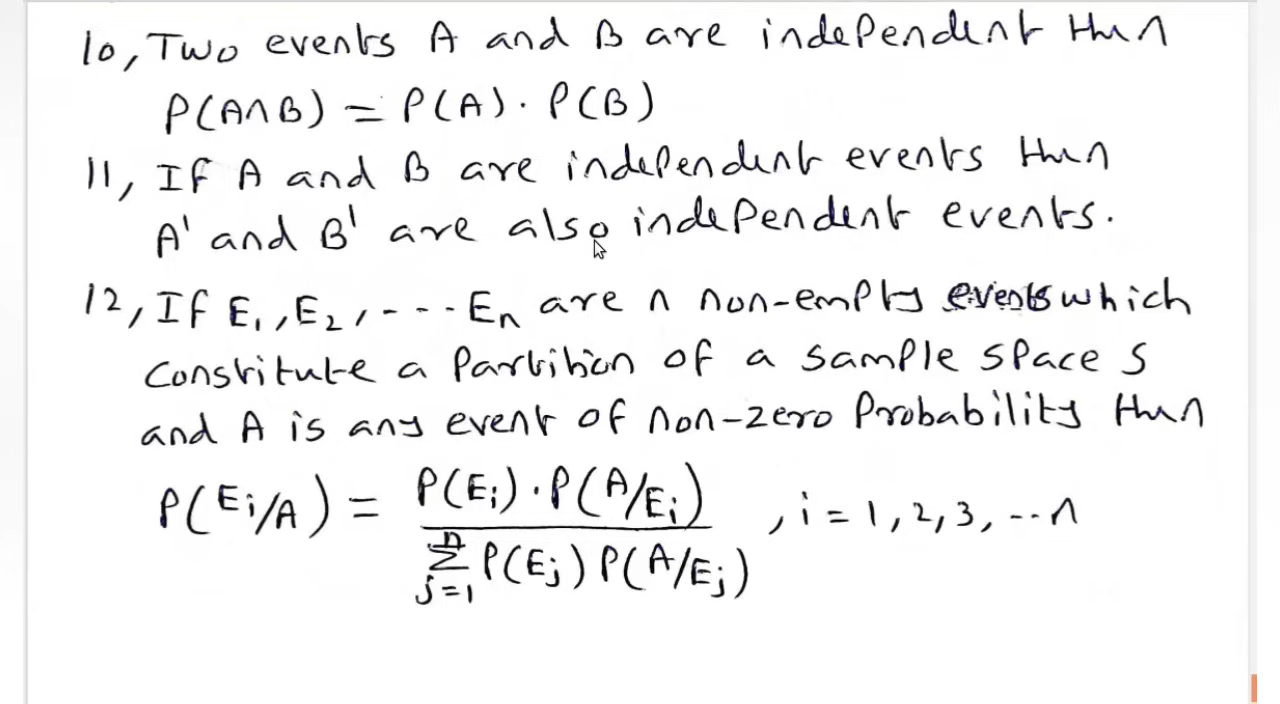 10, Two events A and B are independent then
P(A∩B) = P(A) · P(B)
11, If A and B are independent events then
A' and B' are also independent events.
12, If E₁, E₂, ---- Eₙ are n non-empty events which
constitute a partition of a sample space S
and A is any event of non-zero probability then
P(Eᵢ/A) = P(Eᵢ) · P(A/Eᵢ) / ∑ⁿⱼ₌₁ P(Eⱼ) P(A/Eⱼ) , i = 1, 2, 3, --- n